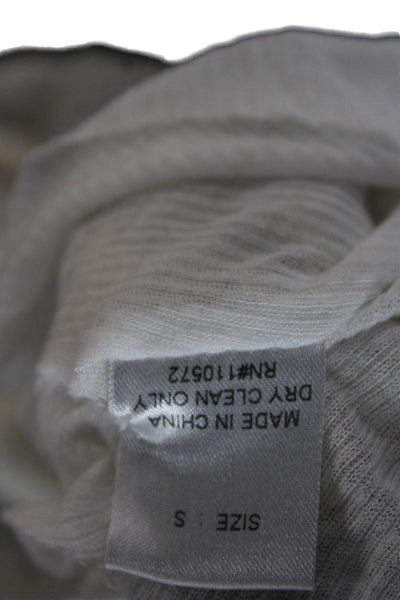 SIZE : S
MADE IN CHINA
DRY CLEAN ONLY
RN#110572